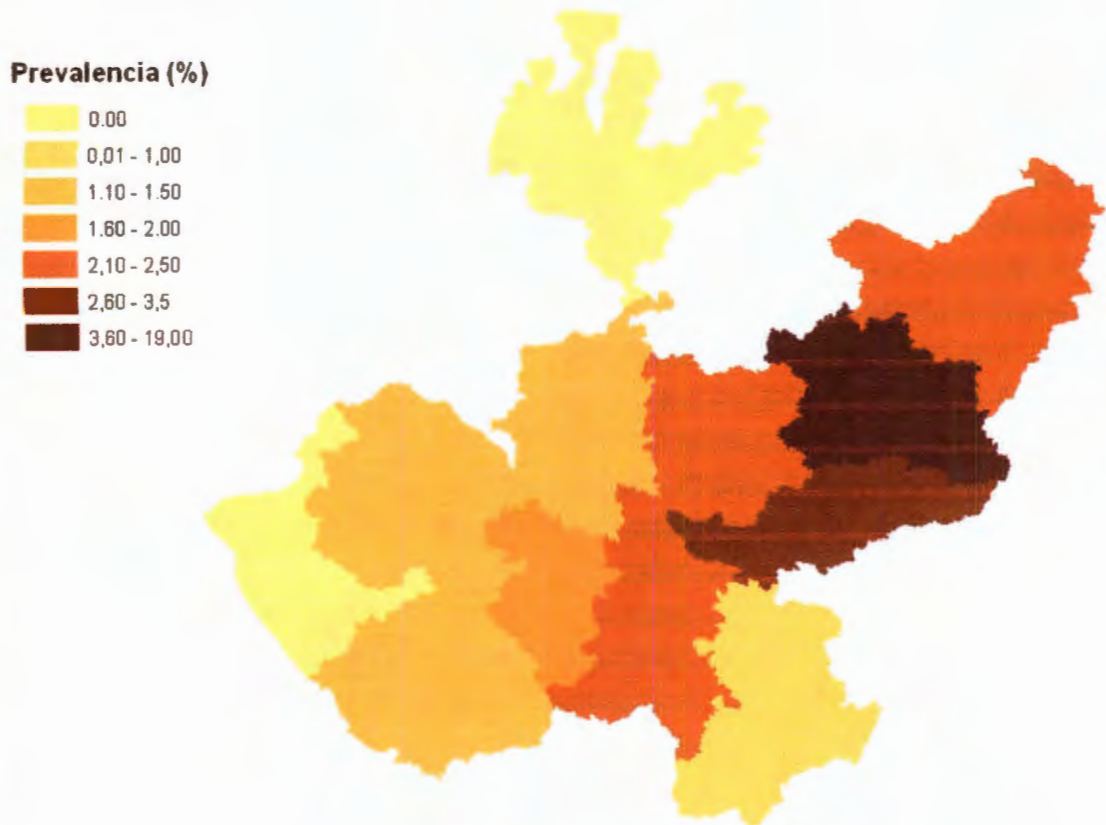 Prevalencia (%)
0.00
0,01 - 1,00
1.10 - 1.50
1.60 - 2.00
2,10 - 2,50
2,60 - 3,5
3,60 - 19,00